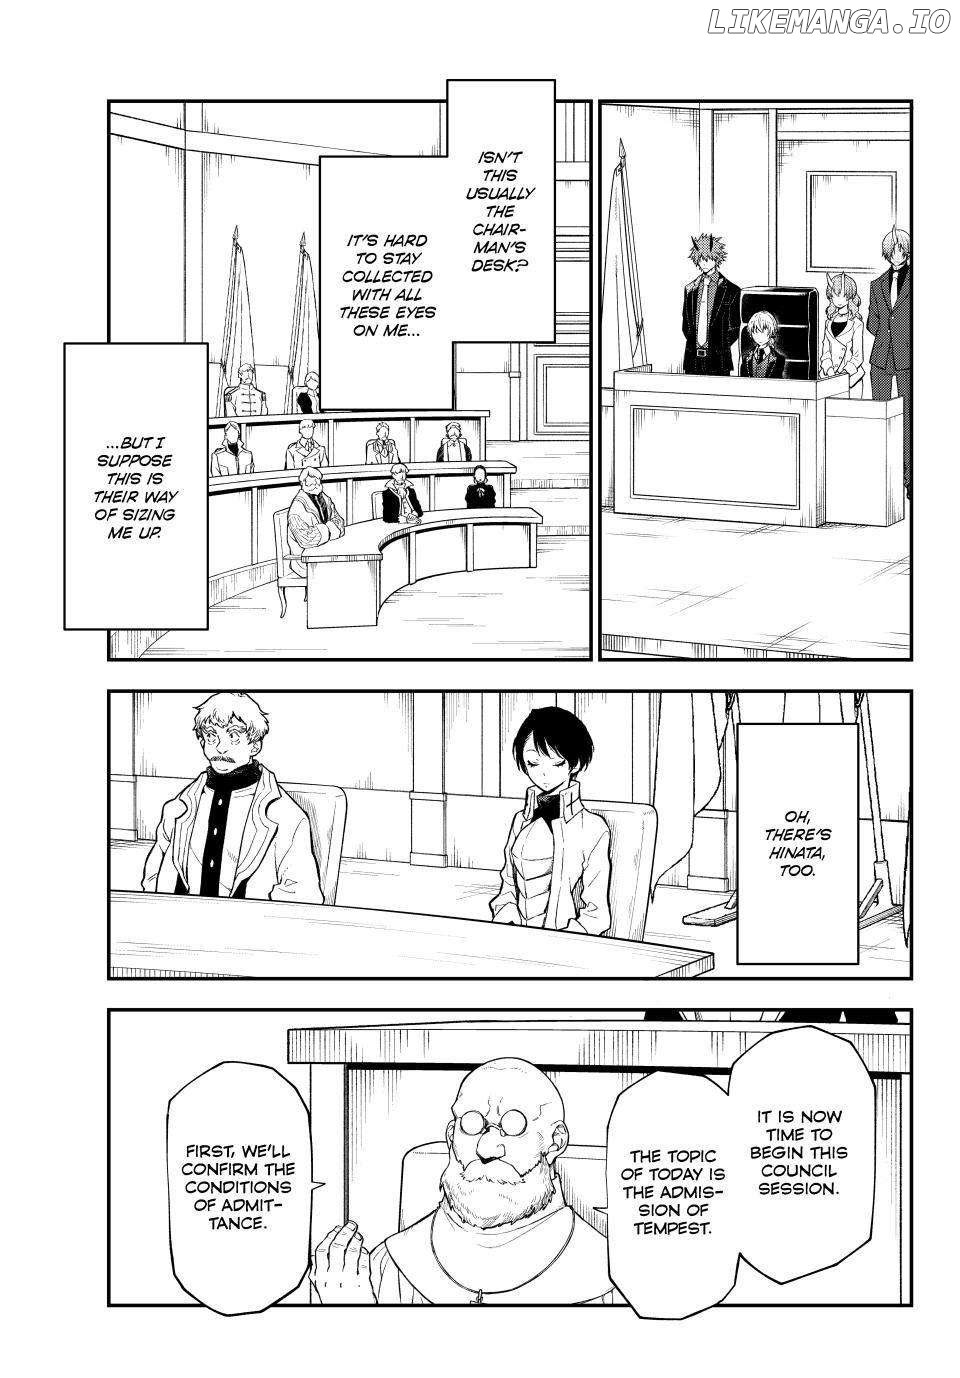 LIKEMANGA.IO
ISN'T
THIS
USUALLY
THE
CHAIR-
MAN'S
DESK?
IT'S HARD
TO STAY
COLLECTED
WITH ALL
THESE EYES
ON ME...
...BUT I
SUPPOSE
THIS IS
THEIR WAY
OF SIZING
ME UP.
OH,
THERE'S
HINATA,
TOO.
IT IS NOW
TIME TO
BEGIN THIS
COUNCIL
SESSION.
THE TOPIC
OF TODAY IS
THE ADMIS-
SION OF
TEMPEST.
FIRST, WE'LL
CONFIRM THE
CONDITIONS
OF ADMIT-
TANCE.